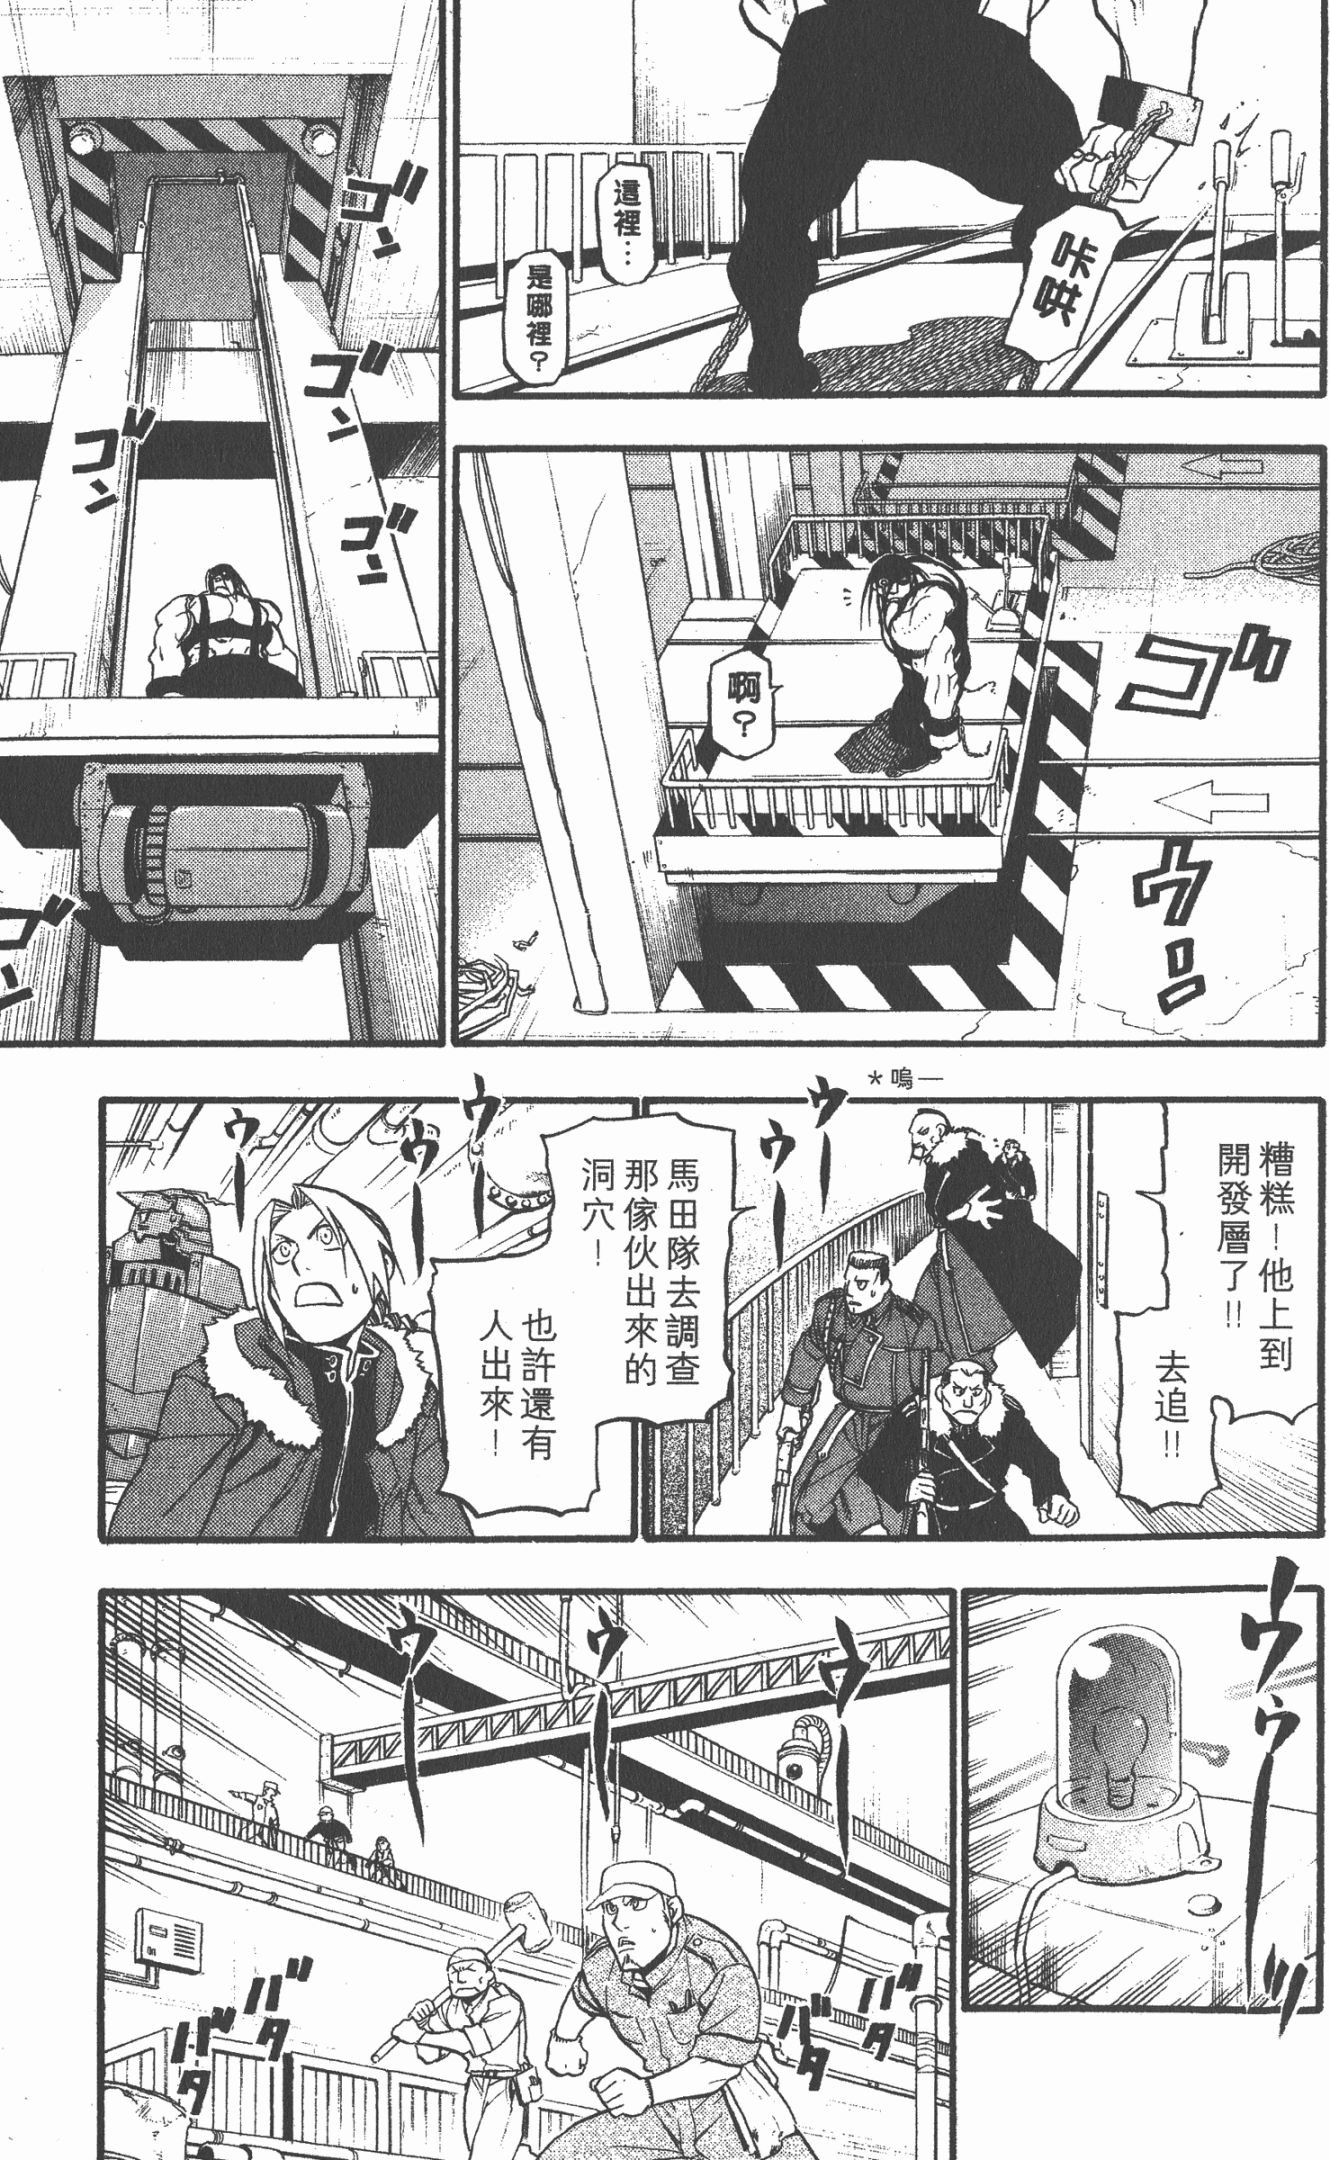 咔哄
這裡…
是哪裡?
啊?
ゴウン
ゴン
ゴン
ゴン
ゴン
ゴン
*嗚—
糟糕!他上到
開發層了!!
去追!!
ウー
ウー
馬田隊去調查
那傢伙出來的
洞穴!
也許還有
人出來!
ウー
ウー
ウー
ウゥーッ
ウー
ウー
ウー
バタ
バタ
バタ
バタ